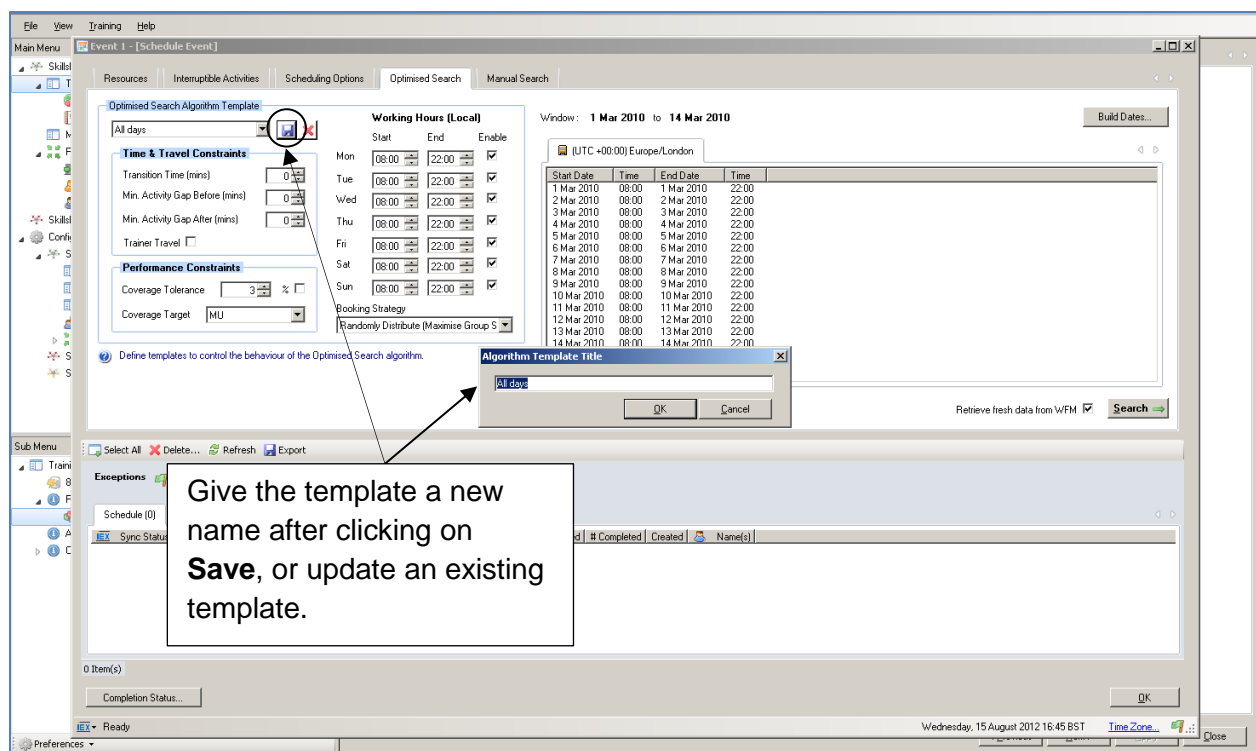 File View Training Help
Main Menu
Event 1 - [Schedule Event]
Resources Interruptible Activities Scheduling Options Optimised Search Manual Search
Optimised Search Algorithm Template
All days
Working Hours (Local)
Start End Enable
Mon 08:00 22:00
Tue 08:00 22:00
Wed 08:00 22:00
Thu 08:00 22:00
Fri 08:00 22:00
Sat 08:00 22:00
Sun 08:00 22:00
Time & Travel Constraints
Transition Time (mins) 0
Min. Activity Gap Before (mins) 0
Min. Activity Gap After (mins) 0
Trainer Travel
Performance Constraints
Coverage Tolerance 3 %
Coverage Target MU
Booking Strategy
Randomly Distribute (Maximise Group S
Define templates to control the behaviour of the Optimised Search algorithm.
Window: 1 Mar 2010 to 14 Mar 2010
Build Dates...
(UTC +00:00) Europe/London
Start Date Time End Date Time
1 Mar 2010 08:00 1 Mar 2010 22:00
2 Mar 2010 08:00 2 Mar 2010 22:00
3 Mar 2010 08:00 3 Mar 2010 22:00
4 Mar 2010 08:00 4 Mar 2010 22:00
5 Mar 2010 08:00 5 Mar 2010 22:00
6 Mar 2010 08:00 6 Mar 2010 22:00
7 Mar 2010 08:00 7 Mar 2010 22:00
8 Mar 2010 08:00 8 Mar 2010 22:00
9 Mar 2010 08:00 9 Mar 2010 22:00
10 Mar 2010 08:00 10 Mar 2010 22:00
11 Mar 2010 08:00 11 Mar 2010 22:00
12 Mar 2010 08:00 12 Mar 2010 22:00
13 Mar 2010 08:00 13 Mar 2010 22:00
14 Mar 2010 08:00 14 Mar 2010 22:00
Algorithm Template Title
All days
OK Cancel
Retrieve fresh data from WFM Search
Sub Menu
Select All Delete... Refresh Export
Exceptions
Schedule (0)
IEX Sync Status # Completed Created Name(s)
Give the template a new
name after clicking on
Save, or update an existing
template.
0 Item(s)
Completion Status... OK
IEX Ready Wednesday, 15 August 2012 16:45 BST Time Zone...
Preferences Close